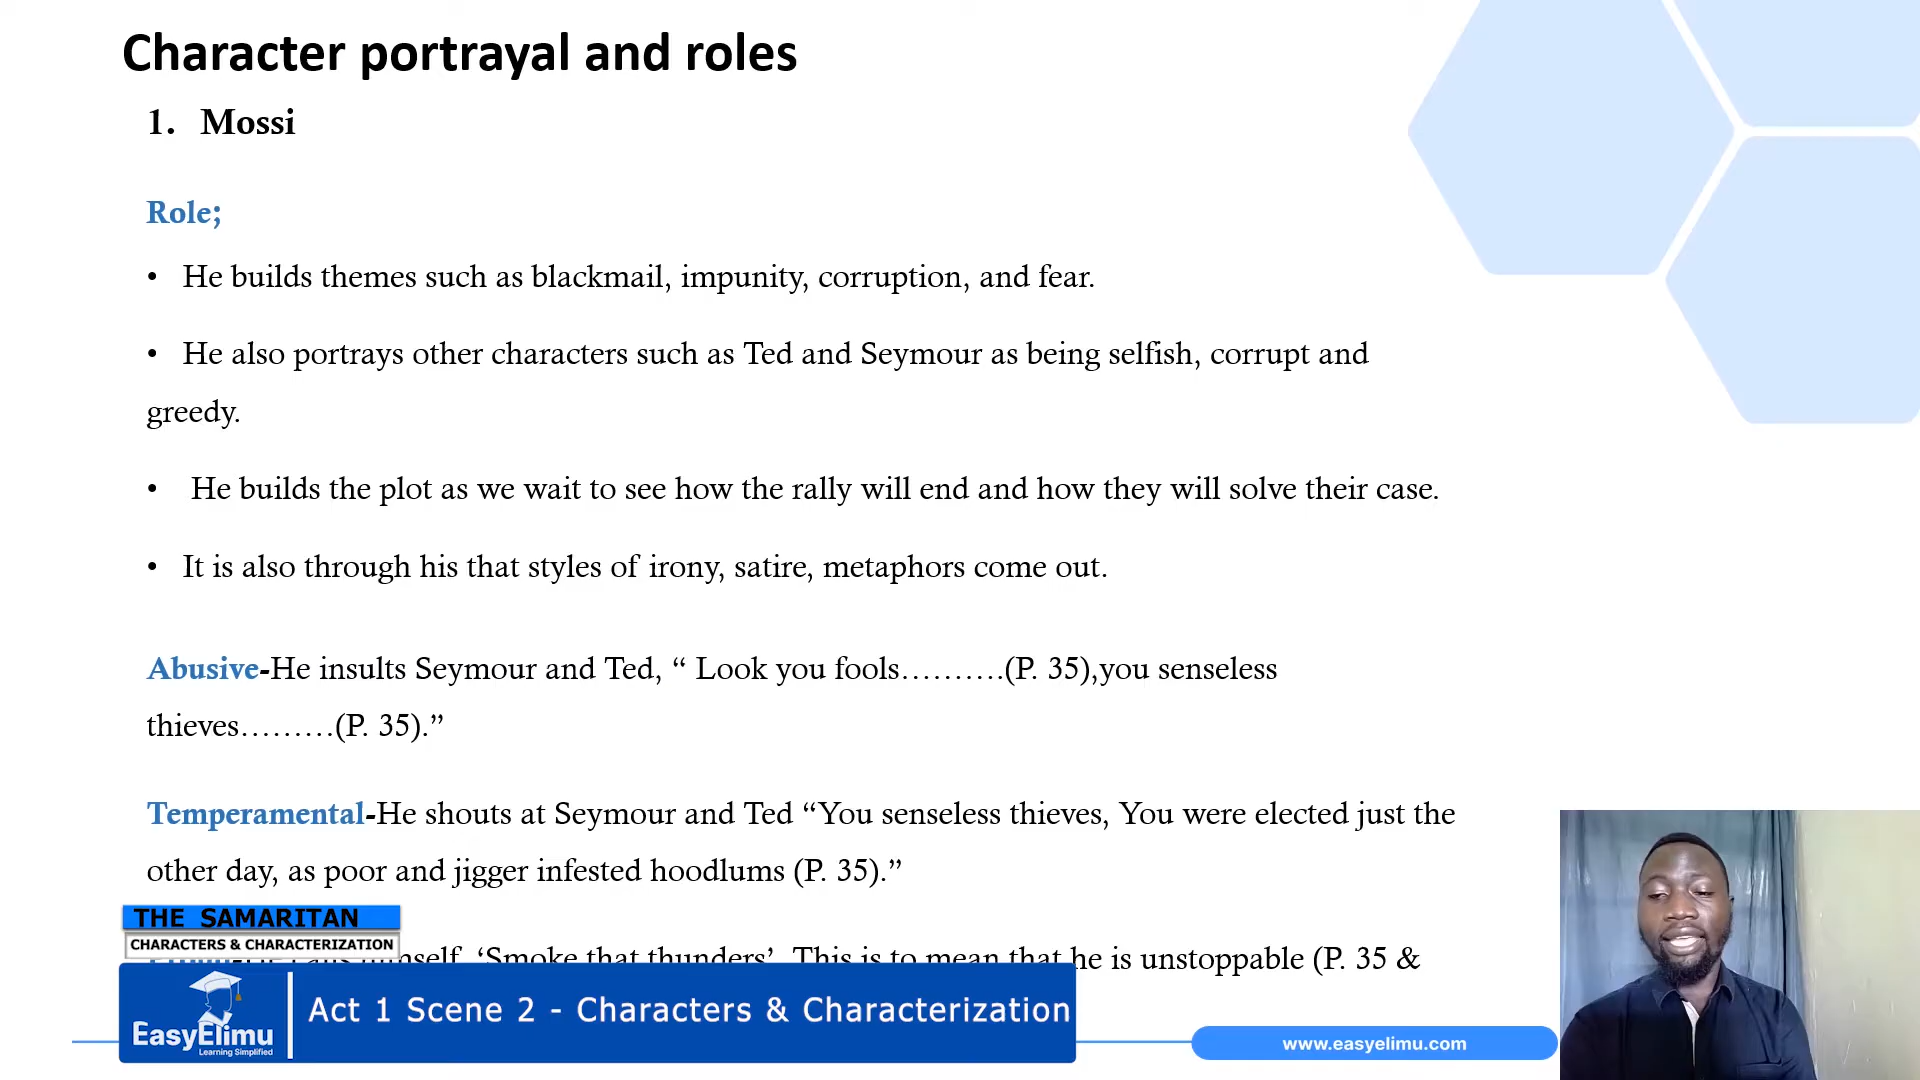 Character portrayal and roles
1. Mossi
Role;
• He builds themes such as blackmail, impunity, corruption, and fear.
• He also portrays other characters such as Ted and Seymour as being selfish, corrupt and
greedy.
• He builds the plot as we wait to see how the rally will end and how they will solve their case.
• It is also through his that styles of irony, satire, metaphors come out.
Abusive-He insults Seymour and Ted, “ Look you fools……….(P. 35),you senseless
thieves………(P. 35).”
Temperamental-He shouts at Seymour and Ted “You senseless thieves, You were elected just the
other day, as poor and jigger infested hoodlums (P. 35).”
THE SAMARITAN
CHARACTERS & CHARACTERIZATION
himself, ‘Smoke that thunders’. This is to mean that he is unstoppable (P. 35 &
EasyElimu
Learning Simplified
Act 1 Scene 2 - Characters & Characterization
www.easyelimu.com